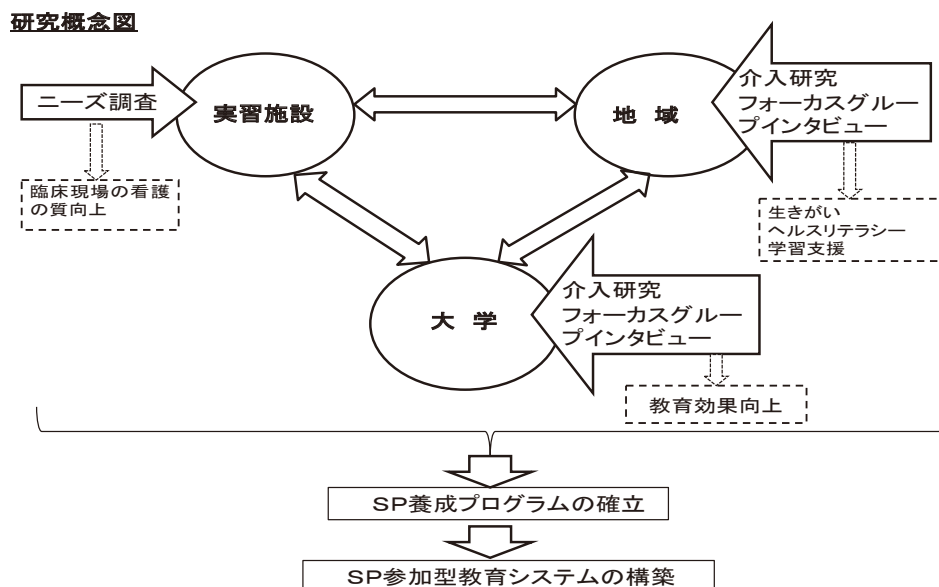 研究概念図
ニーズ調査
実習施設
地 域
介入研究
フォーカスグルー
プインタビュー
臨床現場の看護
の質向上
生きがい
ヘルスリテラシー
学習支援
大 学
介入研究
フォーカスグルー
プインタビュー
教育効果向上
SP養成プログラムの確立
SP参加型教育システムの構築